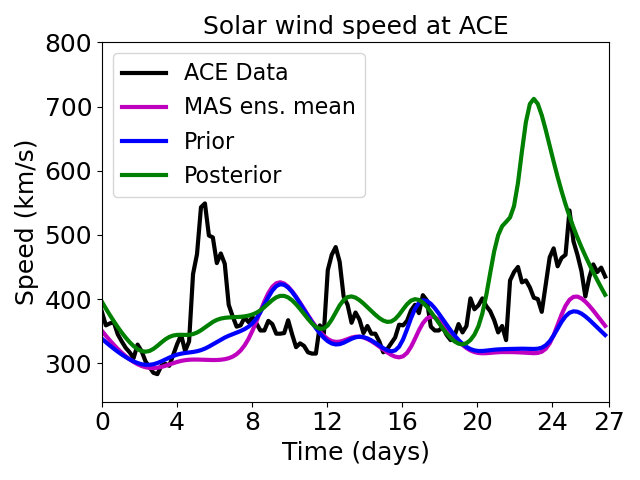 Solar wind speed at ACE
800
700
600
500
400
300
Speed (km/s)
ACE Data
MAS ens. mean
Prior
Posterior
0 4 8 12 16 20 24 27
Time (days)